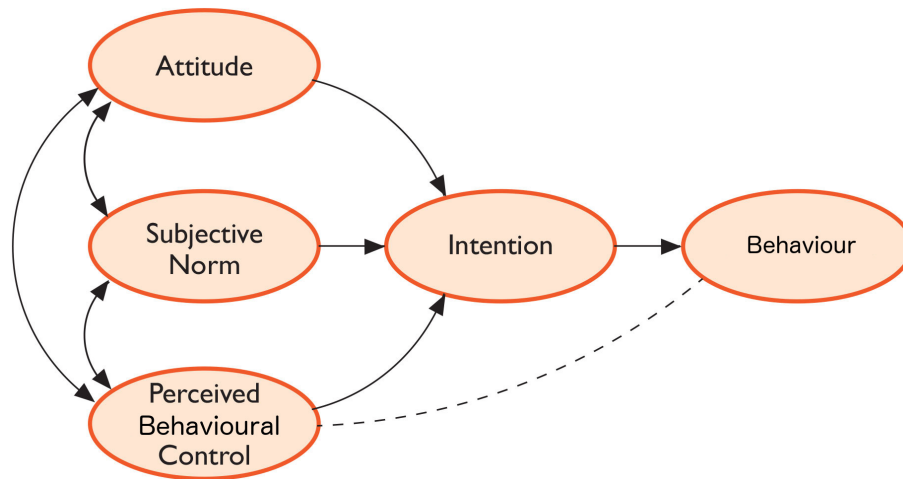 Attitude
Subjective
Norm
Intention
Behaviour
Perceived
Behavioural
Control